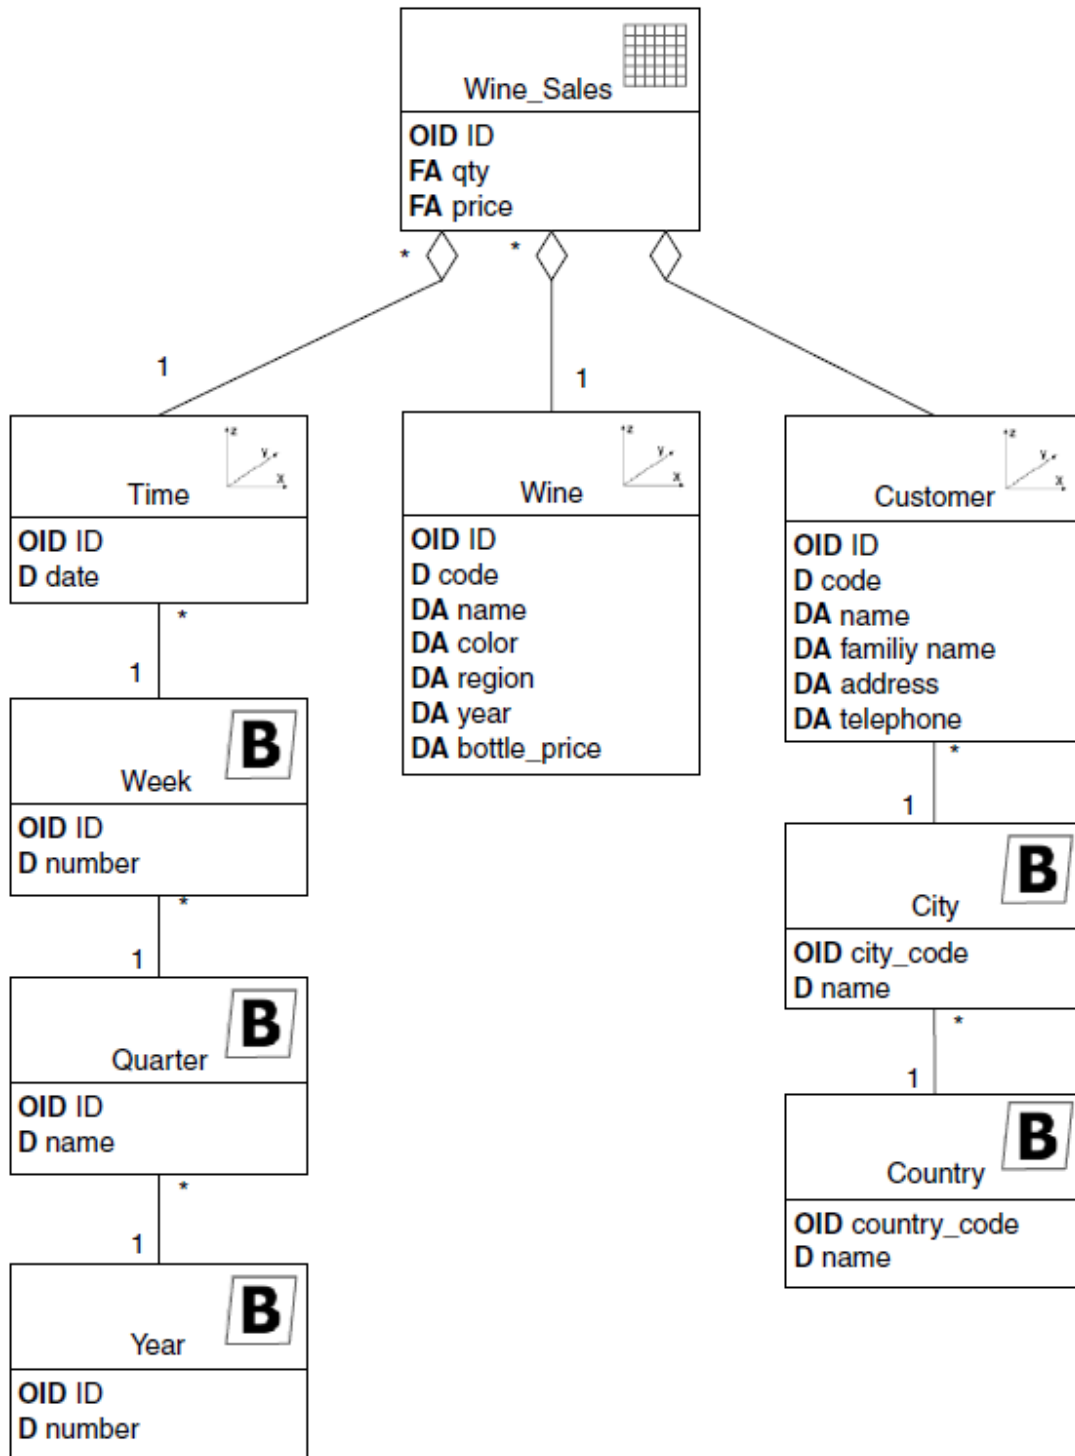 Wine_Sales
OID ID
FA qty
FA price
*
*
1
1
z
y
x
Time
OID ID
D date
z
y
x
Wine
OID ID
D code
DA name
DA color
DA region
DA year
DA bottle_price
z
y
x
Customer
OID ID
D code
DA name
DA familiy name
DA address
DA telephone
*
1
B
Week
OID ID
D number
*
1
B
Quarter
OID ID
D name
*
1
B
Year
OID ID
D number
*
1
B
City
OID city_code
D name
*
1
B
Country
OID country_code
D name